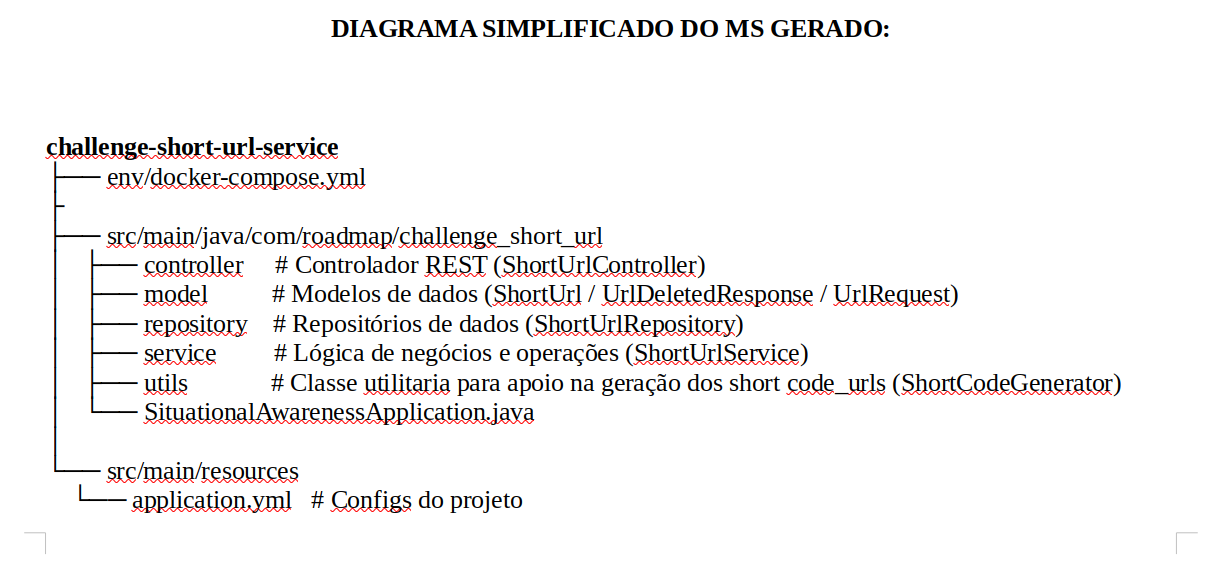 DIAGRAMA SIMPLIFICADO DO MS GERADO:
challenge-short-url-service
├── env/docker-compose.yml
├
├── src/main/java/com/roadmap/challenge_short_url
│ ├── controller # Controlador REST (ShortUrlController)
│ ├── model # Modelos de dados (ShortUrl / UrlDeletedResponse / UrlRequest)
│ ├── repository # Repositórios de dados (ShortUrlRepository)
│ ├── service # Lógica de negócios e operações (ShortUrlService)
│ ├── utils # Classe utilitaria para apoio na geração dos short code_urls (ShortCodeGenerator)
│ └── SituationalAwarenessApplication.java
│
└── src/main/resources
└── application.yml # Configs do projeto